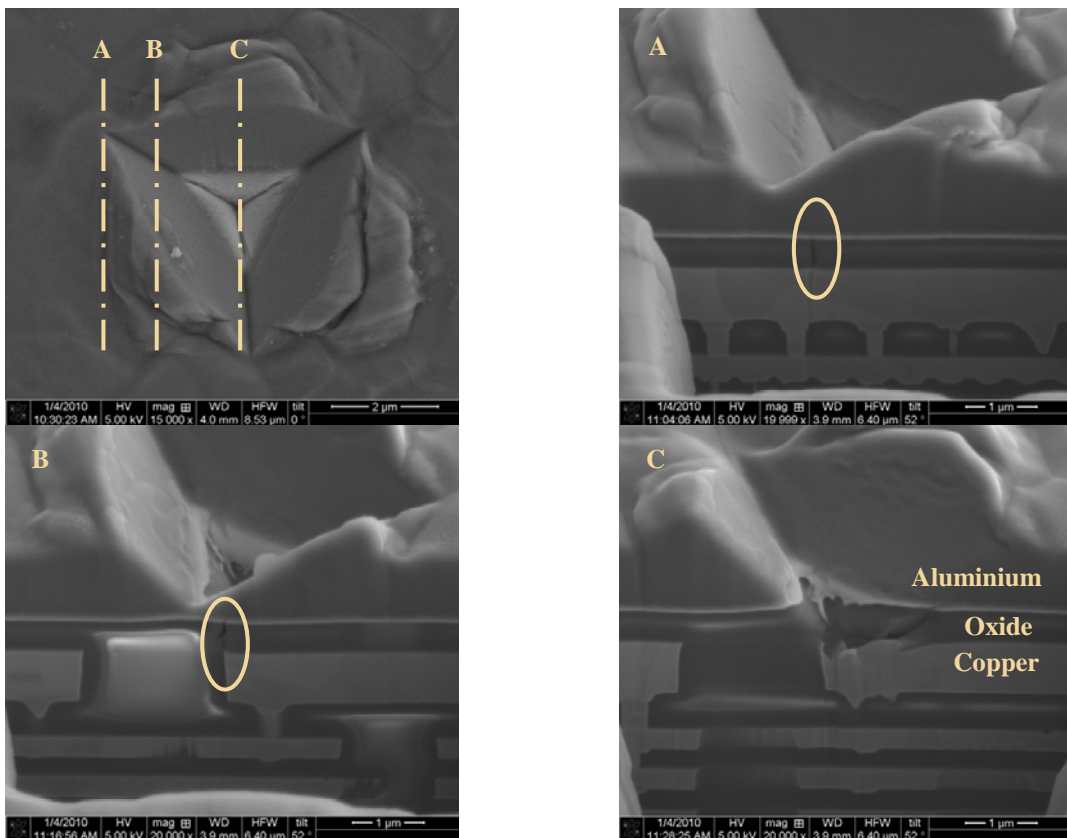 A B C
1/4/2010 HV mag WD HFW tilt 2 µm
10:30:23 AM 5.00 kV 15 000 x 4.0 mm 8.53 µm 0 °
A
1/4/2010 HV mag WD HFW tilt 1 µm
11:04:06 AM 5.00 kV 19 999 x 3.9 mm 6.40 µm 52 °
B
1/4/2010 HV mag WD HFW tilt 1 µm
11:16:56 AM 5.00 kV 20 000 x 3.9 mm 6.40 µm 52 °
C
Aluminium
Oxide
Copper
1/4/2010 HV mag WD HFW tilt 1 µm
11:28:25 AM 5.00 kV 20 000 x 3.9 mm 6.40 µm 52 °